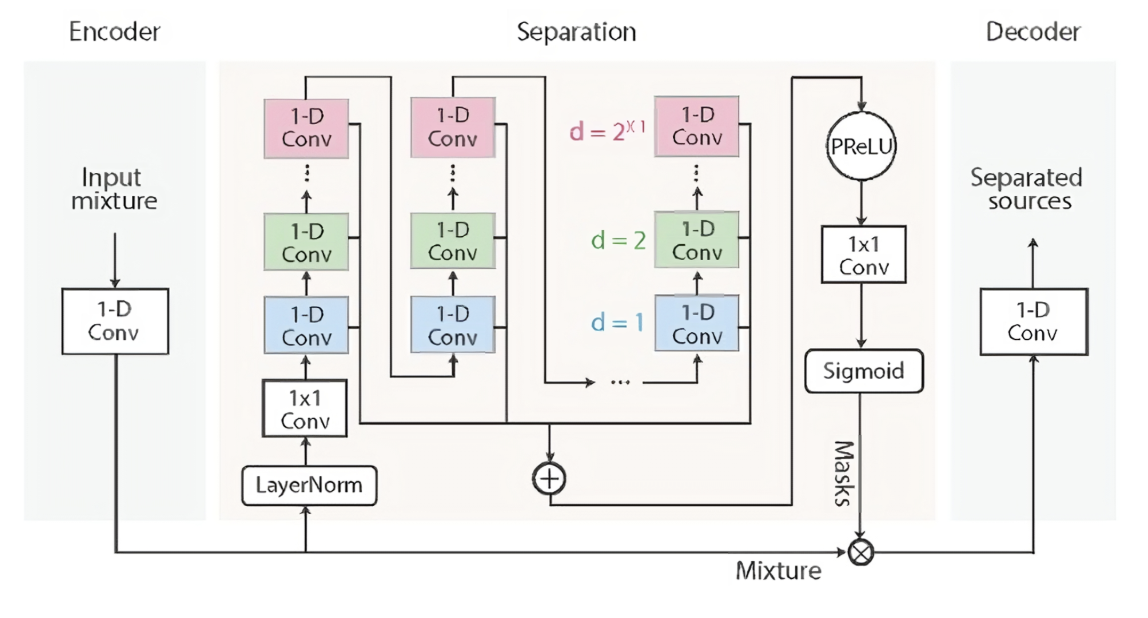 Encoder
Separation
Decoder
Input
mixture
1-D
Conv
1-D
Conv
1-D
Conv
1-D
Conv
1x1
Conv
LayerNorm
1-D
Conv
1-D
Conv
1-D
Conv
...
d = 2
1-D
Conv
d = 2
1-D
Conv
d = 1
1-D
Conv
PReLU
1x1
Conv
Sigmoid
Masks
Mixture
Separated
sources
1-D
Conv